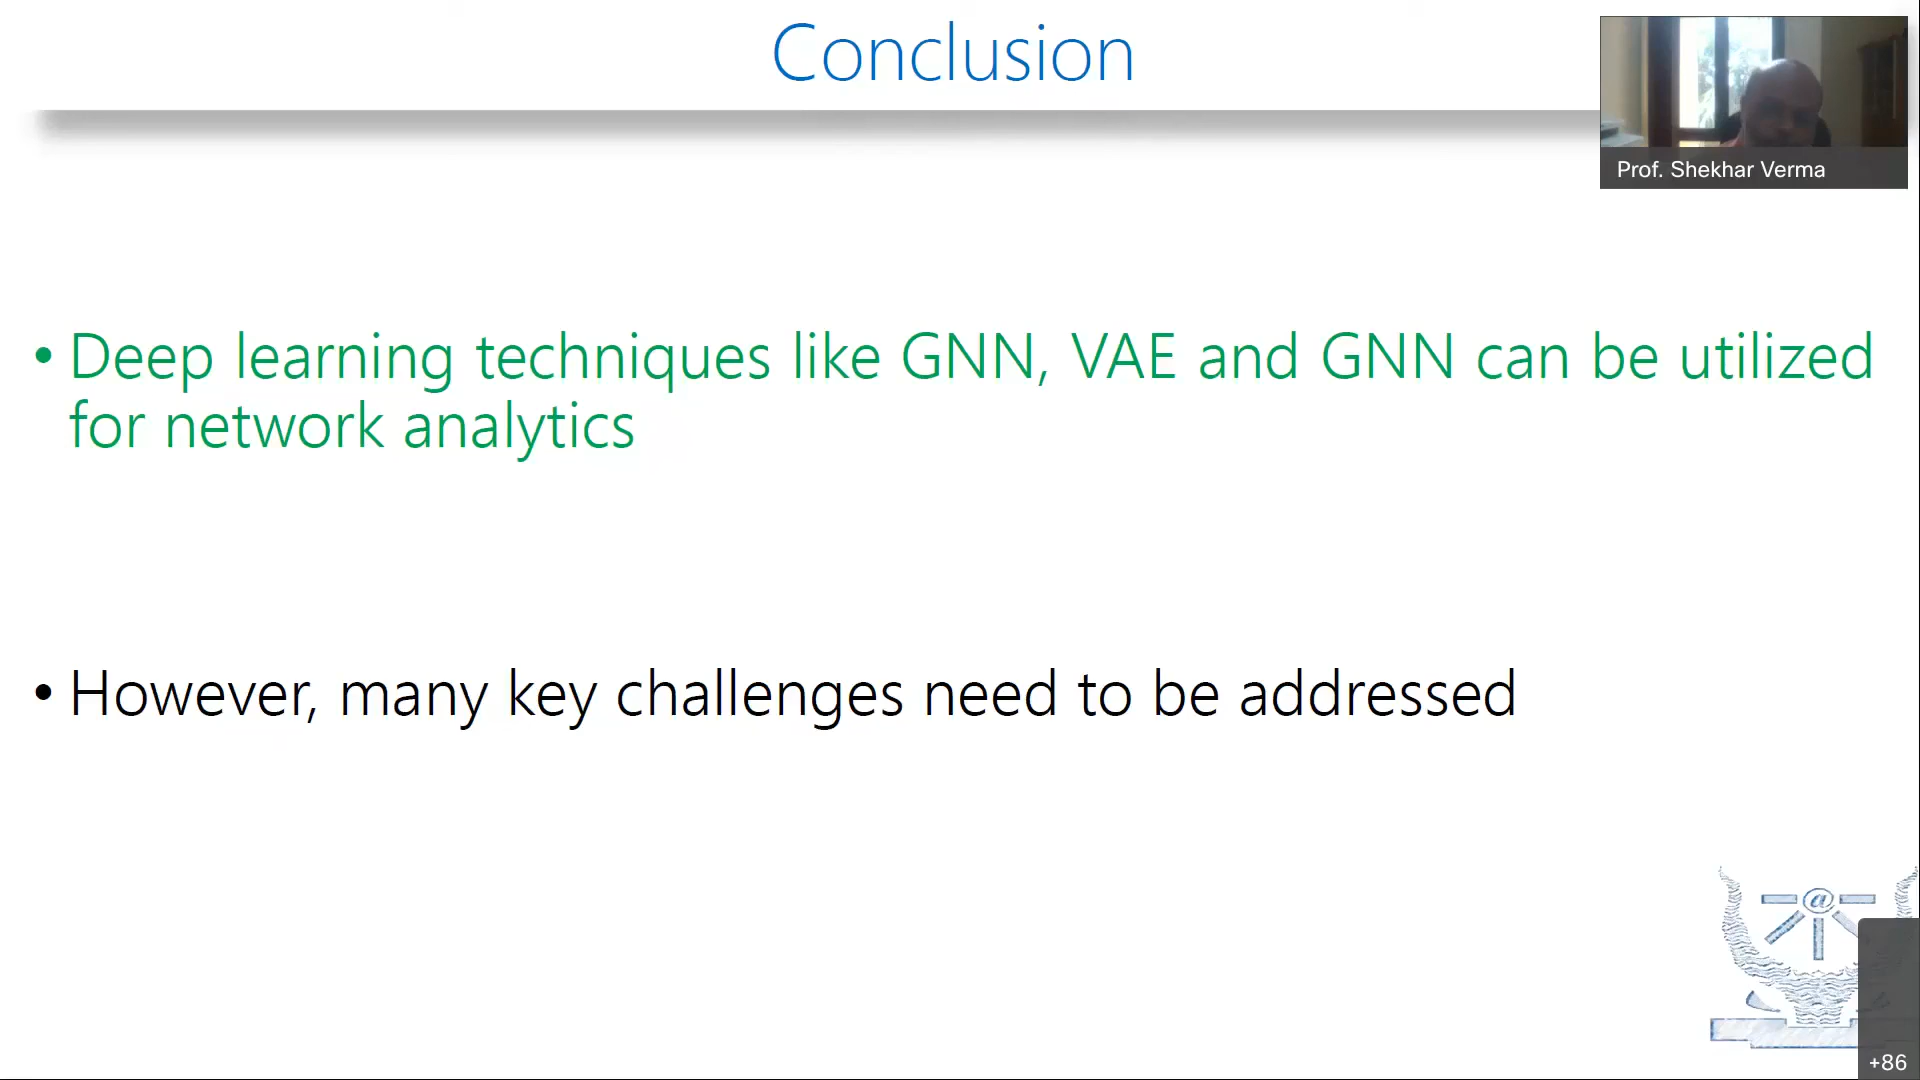 Conclusion
Prof. Shekhar Verma
• Deep learning techniques like GNN, VAE and GNN can be utilized
for network analytics
• However, many key challenges need to be addressed
@
+86